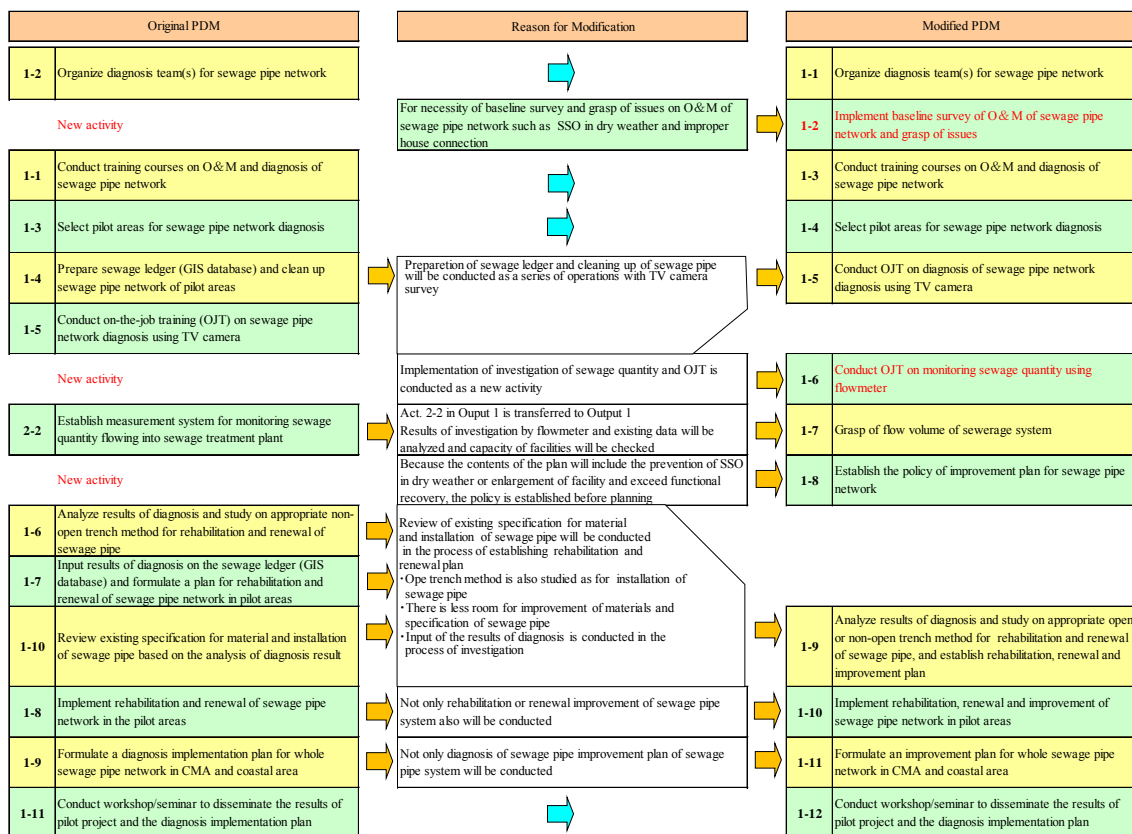 Original PDM
Reason for Modification
Modified PDM
1-2
Organize diagnosis team(s) for sewage pipe network
1-1
Organize diagnosis team(s) for sewage pipe network
New activity
For necessity of baseline survey and grasp of issues on O&M of
sewage pipe network such as SSO in dry weather and improper
house connection
1-2
Implement baseline survey of O&M of sewage pipe
network and grasp of issues
1-1
Conduct training courses on O&M and diagnosis of
sewage pipe network
1-3
Conduct training courses on O&M and diagnosis of
sewage pipe network
1-3
Select pilot areas for sewage pipe network diagnosis
1-4
Select pilot areas for sewage pipe network diagnosis
1-4
Prepare sewage ledger (GIS database) and clean up
sewage pipe network of pilot areas
Preparetion of sewage ledger and cleaning up of sewage pipe
will be conducted as a series of operations with TV camera
survey
1-5
Conduct OJT on diagnosis of sewage pipe network
diagnosis using TV camera
1-5
Conduct on-the-job training (OJT) on sewage pipe
network diagnosis using TV camera
New activity
Implementation of investigation of sewage quantity and OJT is
conducted as a new activity
1-6
Conduct OJT on monitoring sewage quantity using
flowmeter
2-2
Establish measurement system for monitoring sewage
quantity flowing into sewage treatment plant
Act. 2-2 in Ouput 1 is transferred to Output 1
Results of investigation by flowmeter and existing data will be
analyzed and capacity of facilities will be checked
1-7
Grasp of flow volume of sewerage system
New activity
Because the contents of the plan will include the prevention of SSO
in dry weather or enlargement of facility and exceed functional
recovery, the policy is established before planning
1-8
Establish the policy of improvement plan for sewage pipe
network
1-6
Analyze results of diagnosis and study on appropriate non-
open trench method for rehabilitation and renewal of
sewage pipe
1-7
Input results of diagnosis on the sewage ledger (GIS
database) and formulate a plan for rehabilitation and
renewal of sewage pipe network in pilot areas
1-10
Review existing specification for material and installation
of sewage pipe based on the analysis of diagnosis result
Review of existing specification for material
and installation of sewage pipe will be conducted
in the process of establishing rehabilitation and
renewal plan
・Ope trench method is also studied as for installation of
sewage pipe
・There is less room for improvement of materials and
specification of sewage pipe
・Input of the results of diagnosis is conducted in the
process of investigation
1-9
Analyze results of diagnosis and study on appropriate open
or non-open trench method for rehabilitation and renewal
of sewage pipe, and establish rehabilitation, renewal and
improvement plan
1-8
Implement rehabilitation and renewal of sewage pipe
network in the pilot areas
Not only rehabilitation or renewal improvement of sewage pipe
system also will be conducted
1-10
Implement rehabilitation, renewal and improvement of
sewage pipe network in pilot areas
1-9
Formulate a diagnosis implementation plan for whole
sewage pipe network in CMA and coastal area
Not only diagnosis of sewage pipe improvement plan of sewage
pipe system will be conducted
1-11
Formulate an improvement plan for whole sewage pipe
network in CMA and coastal area
1-11
Conduct workshop/seminar to disseminate the results of
pilot project and the diagnosis implementation plan
1-12
Conduct workshop/seminar to disseminate the results of
pilot project and the diagnosis implementation plan